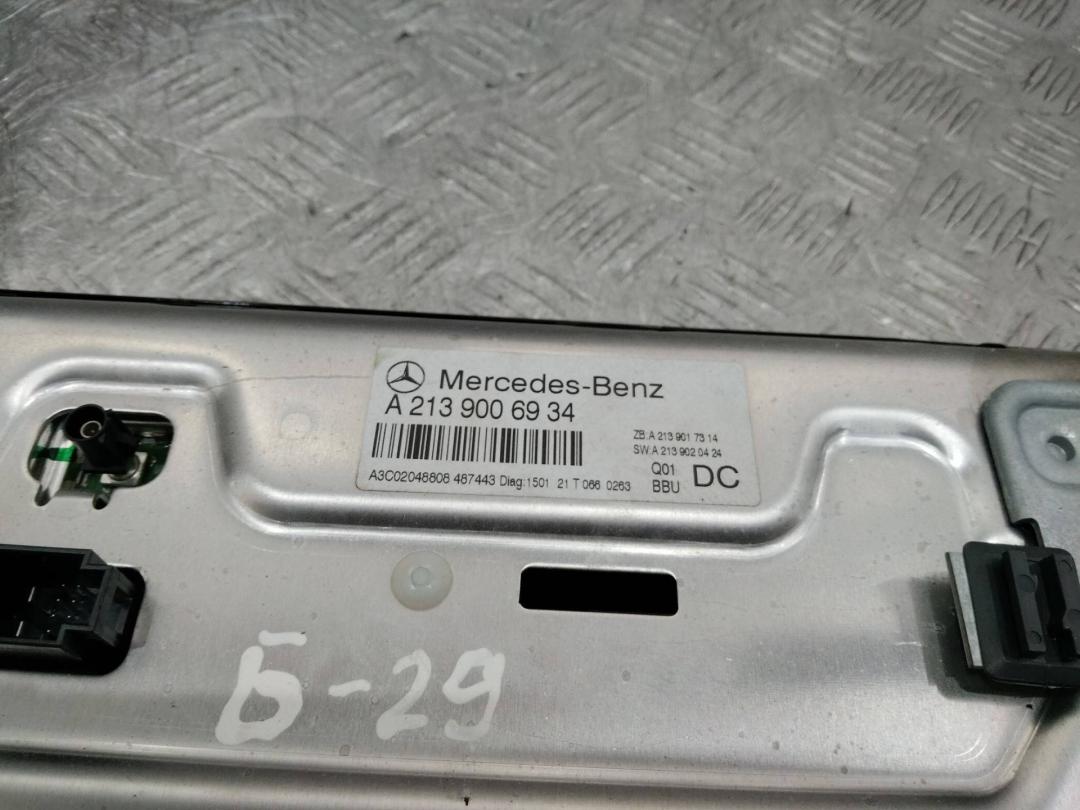 Mercedes-Benz
A 213 900 69 34
ZB:A 213 901 73 14
SW:A 213 902 04 24
A3C02048808 487443 Diag:1501 21 T 066 0263
Q01
BBU
DC
Б-29